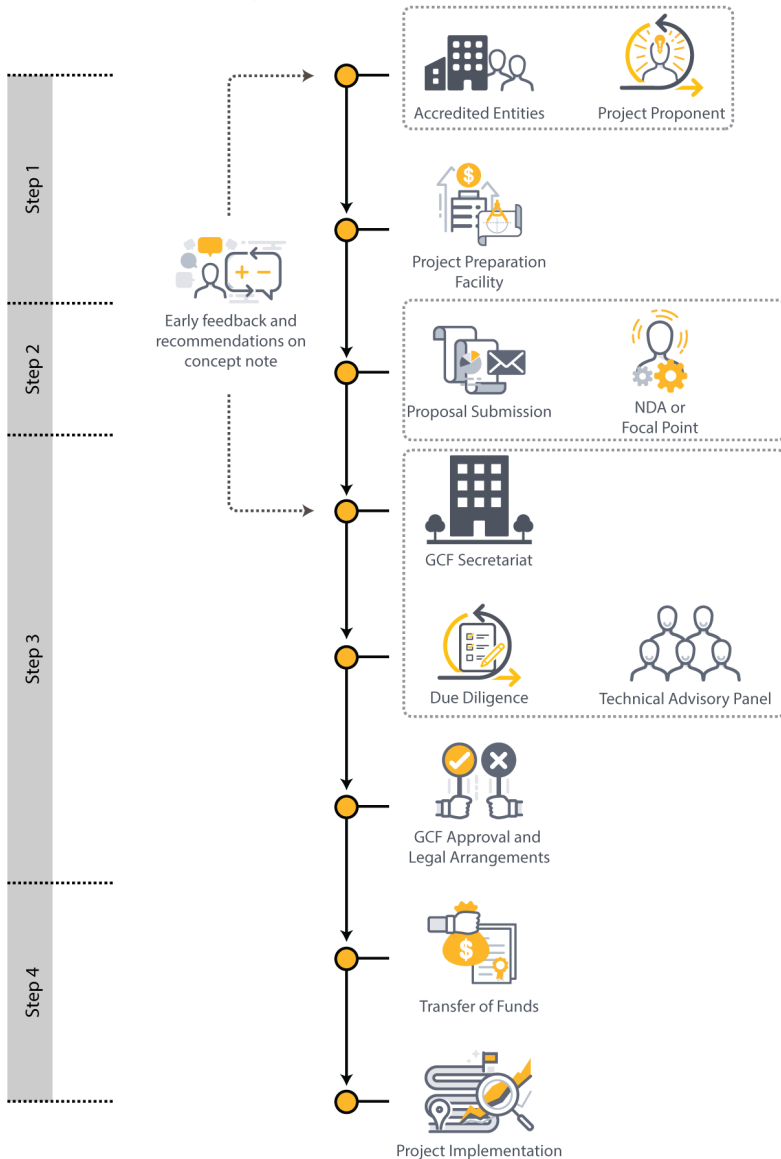 Accredited Entities
Project Proponent
Step 1
Project Preparation
Facility
Early feedback and
recommendations on
concept note
Step 2
Proposal Submission
NDA or
Focal Point
Step 3
GCF Secretariat
Due Diligence
Technical Advisory Panel
GCF Approval and
Legal Arrangements
Step 4
$
$
Transfer of Funds
Project Implementation